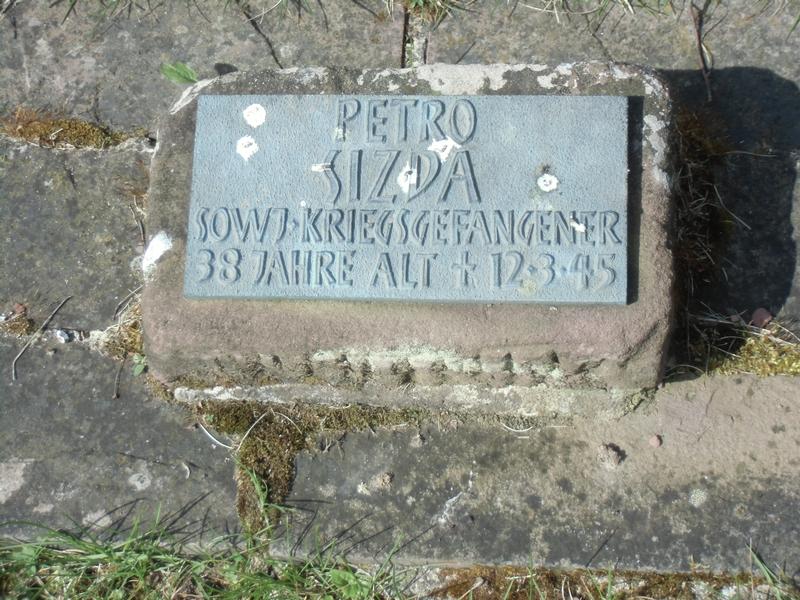 PETRO
SIZDA
SOWJ·KRIEGSGEFANGENER
38 JAHRE ALT † 12·3·45